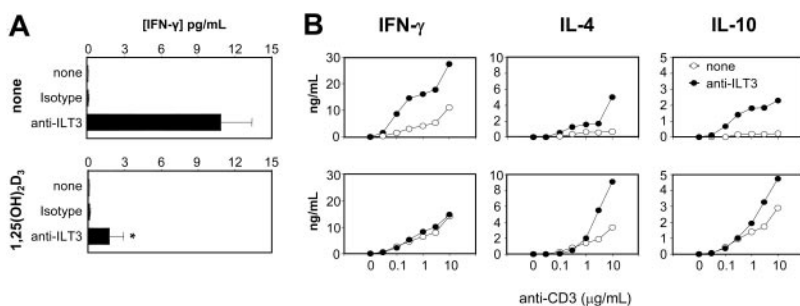 A
[IFN-γ] pg/mL
0 3 6 9 12 15
none
none
Isotype
anti-ILT3
0 3 6 9 12 15
1,25(OH)2D3
none
Isotype
anti-ILT3
*
B
IFN-γ IL-4 IL-10
ng/mL
30
20
10
0
10
8
6
4
2
0
5
4
3
2
1
0
none
anti-ILT3
ng/mL
30
20
10
0
10
8
6
4
2
0
5
4
3
2
1
0
0 0.1 1 10
0 0.1 1 10
0 0.1 1 10
anti-CD3 (μg/mL)